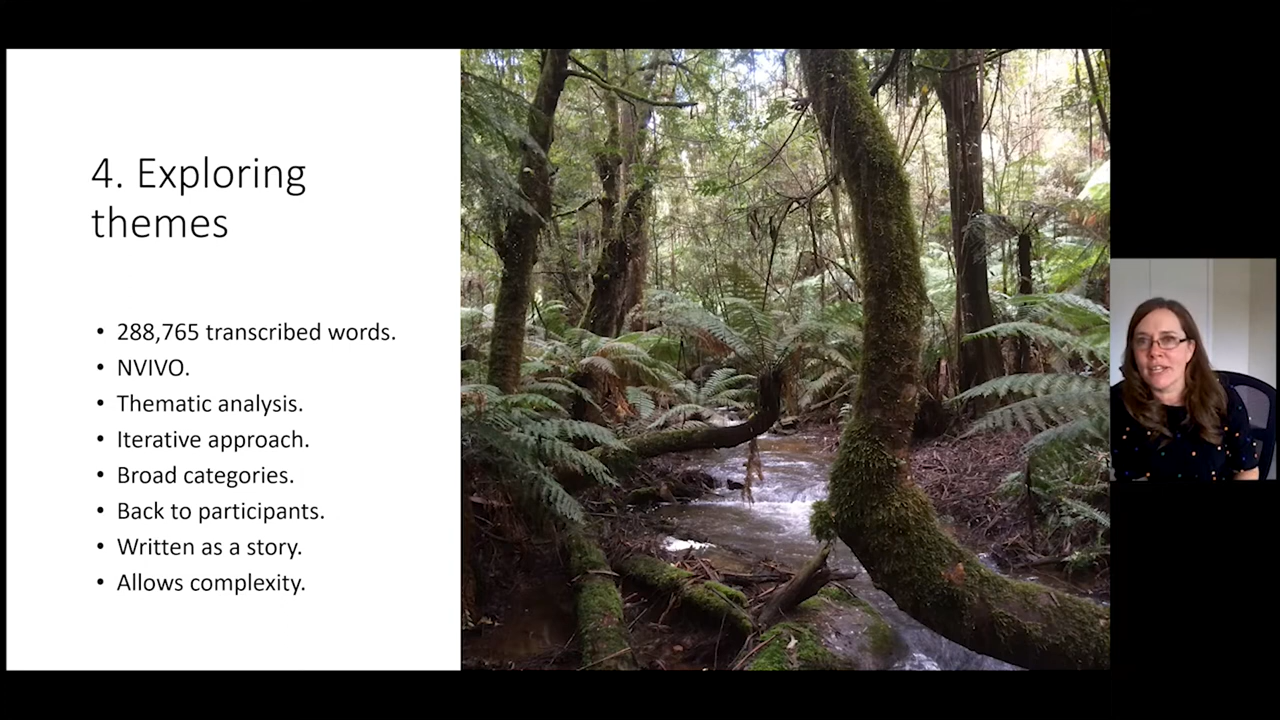 4. Exploring
themes
• 288,765 transcribed words.
• NVIVO.
• Thematic analysis.
• Iterative approach.
• Broad categories.
• Back to participants.
• Written as a story.
• Allows complexity.